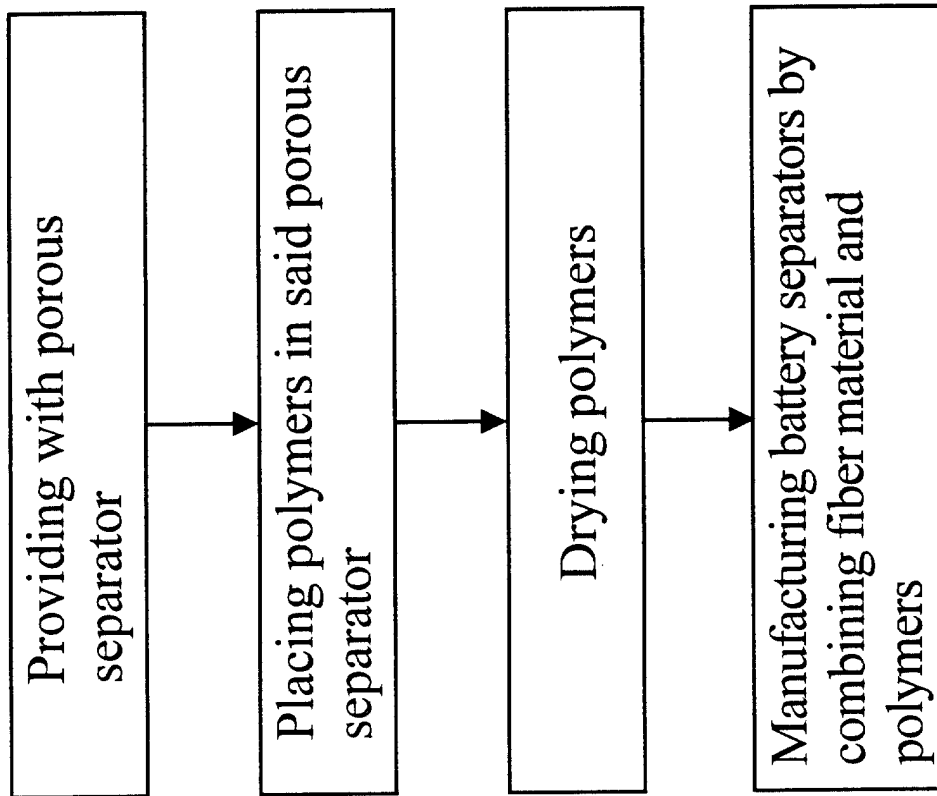 Providing with porous
separator
Placing polymers in said porous
separator
Drying polymers
Manufacturing battery separators by
combining fiber material and
polymers